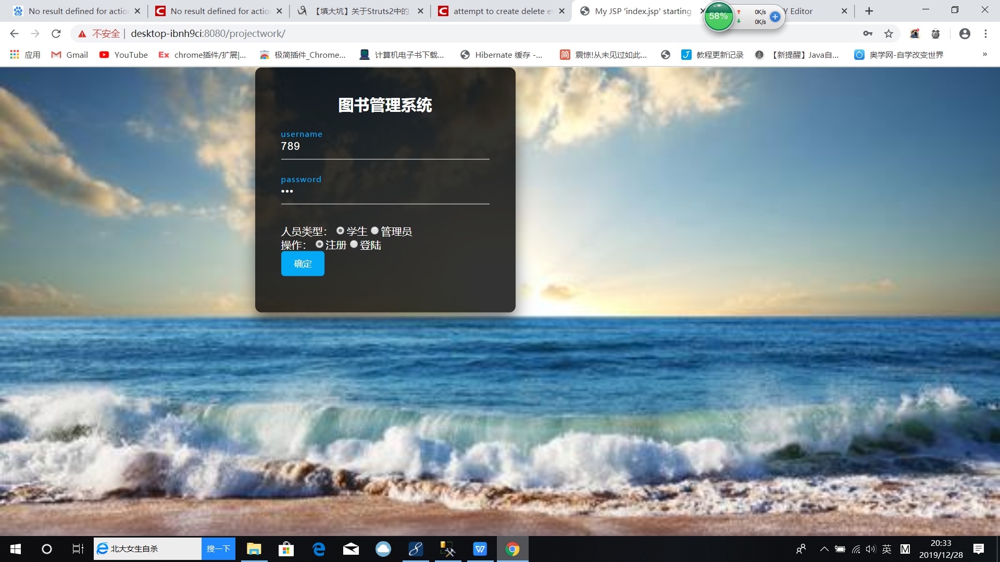 No result defined for actio
No result defined for actio
【填大坑】关于Struts2中的
attempt to create delete e
My JSP 'index.jsp' starting
Y Editor
58%
0K/s
0K/s
不安全
desktop-ibnh9ci:8080/projectwork/
应用
Gmail
YouTube
Ex
chrome插件/扩展|...
极简插件_Chrome...
计算机电子书下载...
Hibernate 缓存 -...
简
震惊!从未见过如此...
教程更新记录
【新提醒】Java自...
奥学网-自学改变世界
»
图书管理系统
username
789
password
•••
人员类型： 学生 管理员
操作： 注册 登陆
确定
北大女生自杀
搜一下
英
M
20:33
2019/12/28